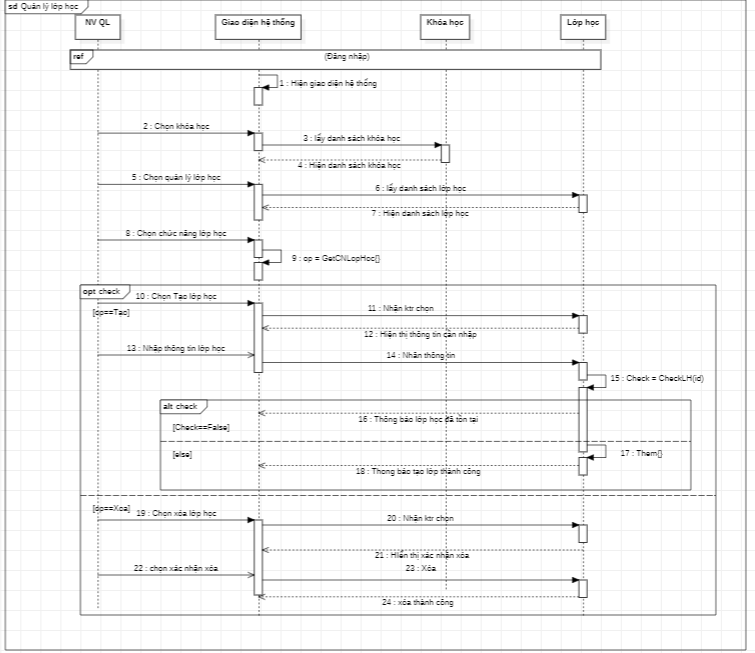 sd Quản lý lớp học
NV QL
Giao diện hệ thống
Khóa học
Lớp học
ref
(Đăng nhập)
1 : Hiện giao diện hệ thống
2 : Chọn khóa học
3 : lấy danh sách khóa học
4 : Hiện danh sách khóa học
5 : Chọn quản lý lớp học
6 : lấy danh sách lớp học
7 : Hiện danh sách lớp học
8 : Chọn chức năng lớp học
9 : op = GetCNLopHoc()
opt check
10 : Chọn Tạo lớp học
[op==Tao]
11 : Nhận ktr chọn
12 : Hiện thị thông tin cần nhập
13 : Nhập thông tin lớp học
14 : Nhận thông tin
15 : Check = CheckLH(id)
alt check
16 : Thông báo lớp học đã tồn tại
[Check==False]
[else]
17 : Them()
18 : Thong báo tạo lớp thành công
[op==Xoa]
19 : Chọn xóa lớp học
20 : Nhận ktr chọn
21 : Hiển thị xác nhận xóa
22 : chọn xác nhận xóa
23 : Xóa
24 : xóa thành công